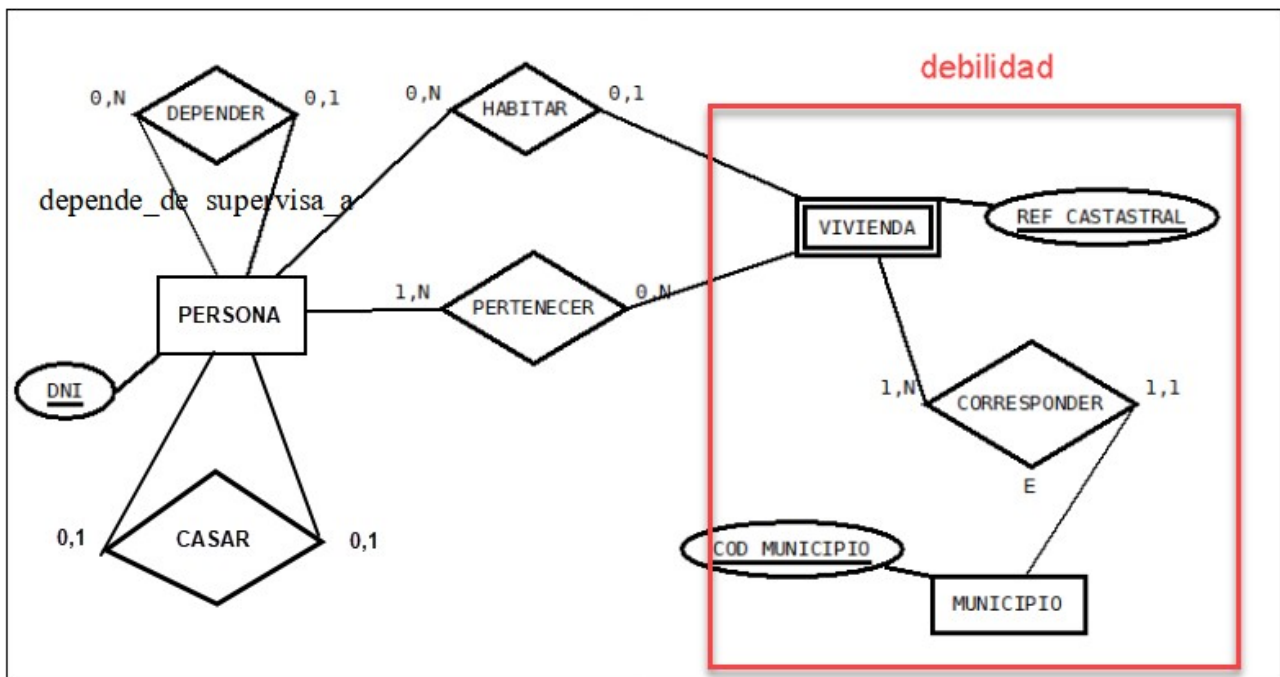 debilidad
0,N
DEPENDER
0,1
0,N
HABITAR
0,1
depende_de supervisa_a
VIVIENDA
REF CASTASTRAL
PERSONA
1,N
PERTENECER
0,N
DNI
1,N
CORRESPONDER
1,1
E
0,1
CASAR
0,1
COD MUNICIPIO
MUNICIPIO